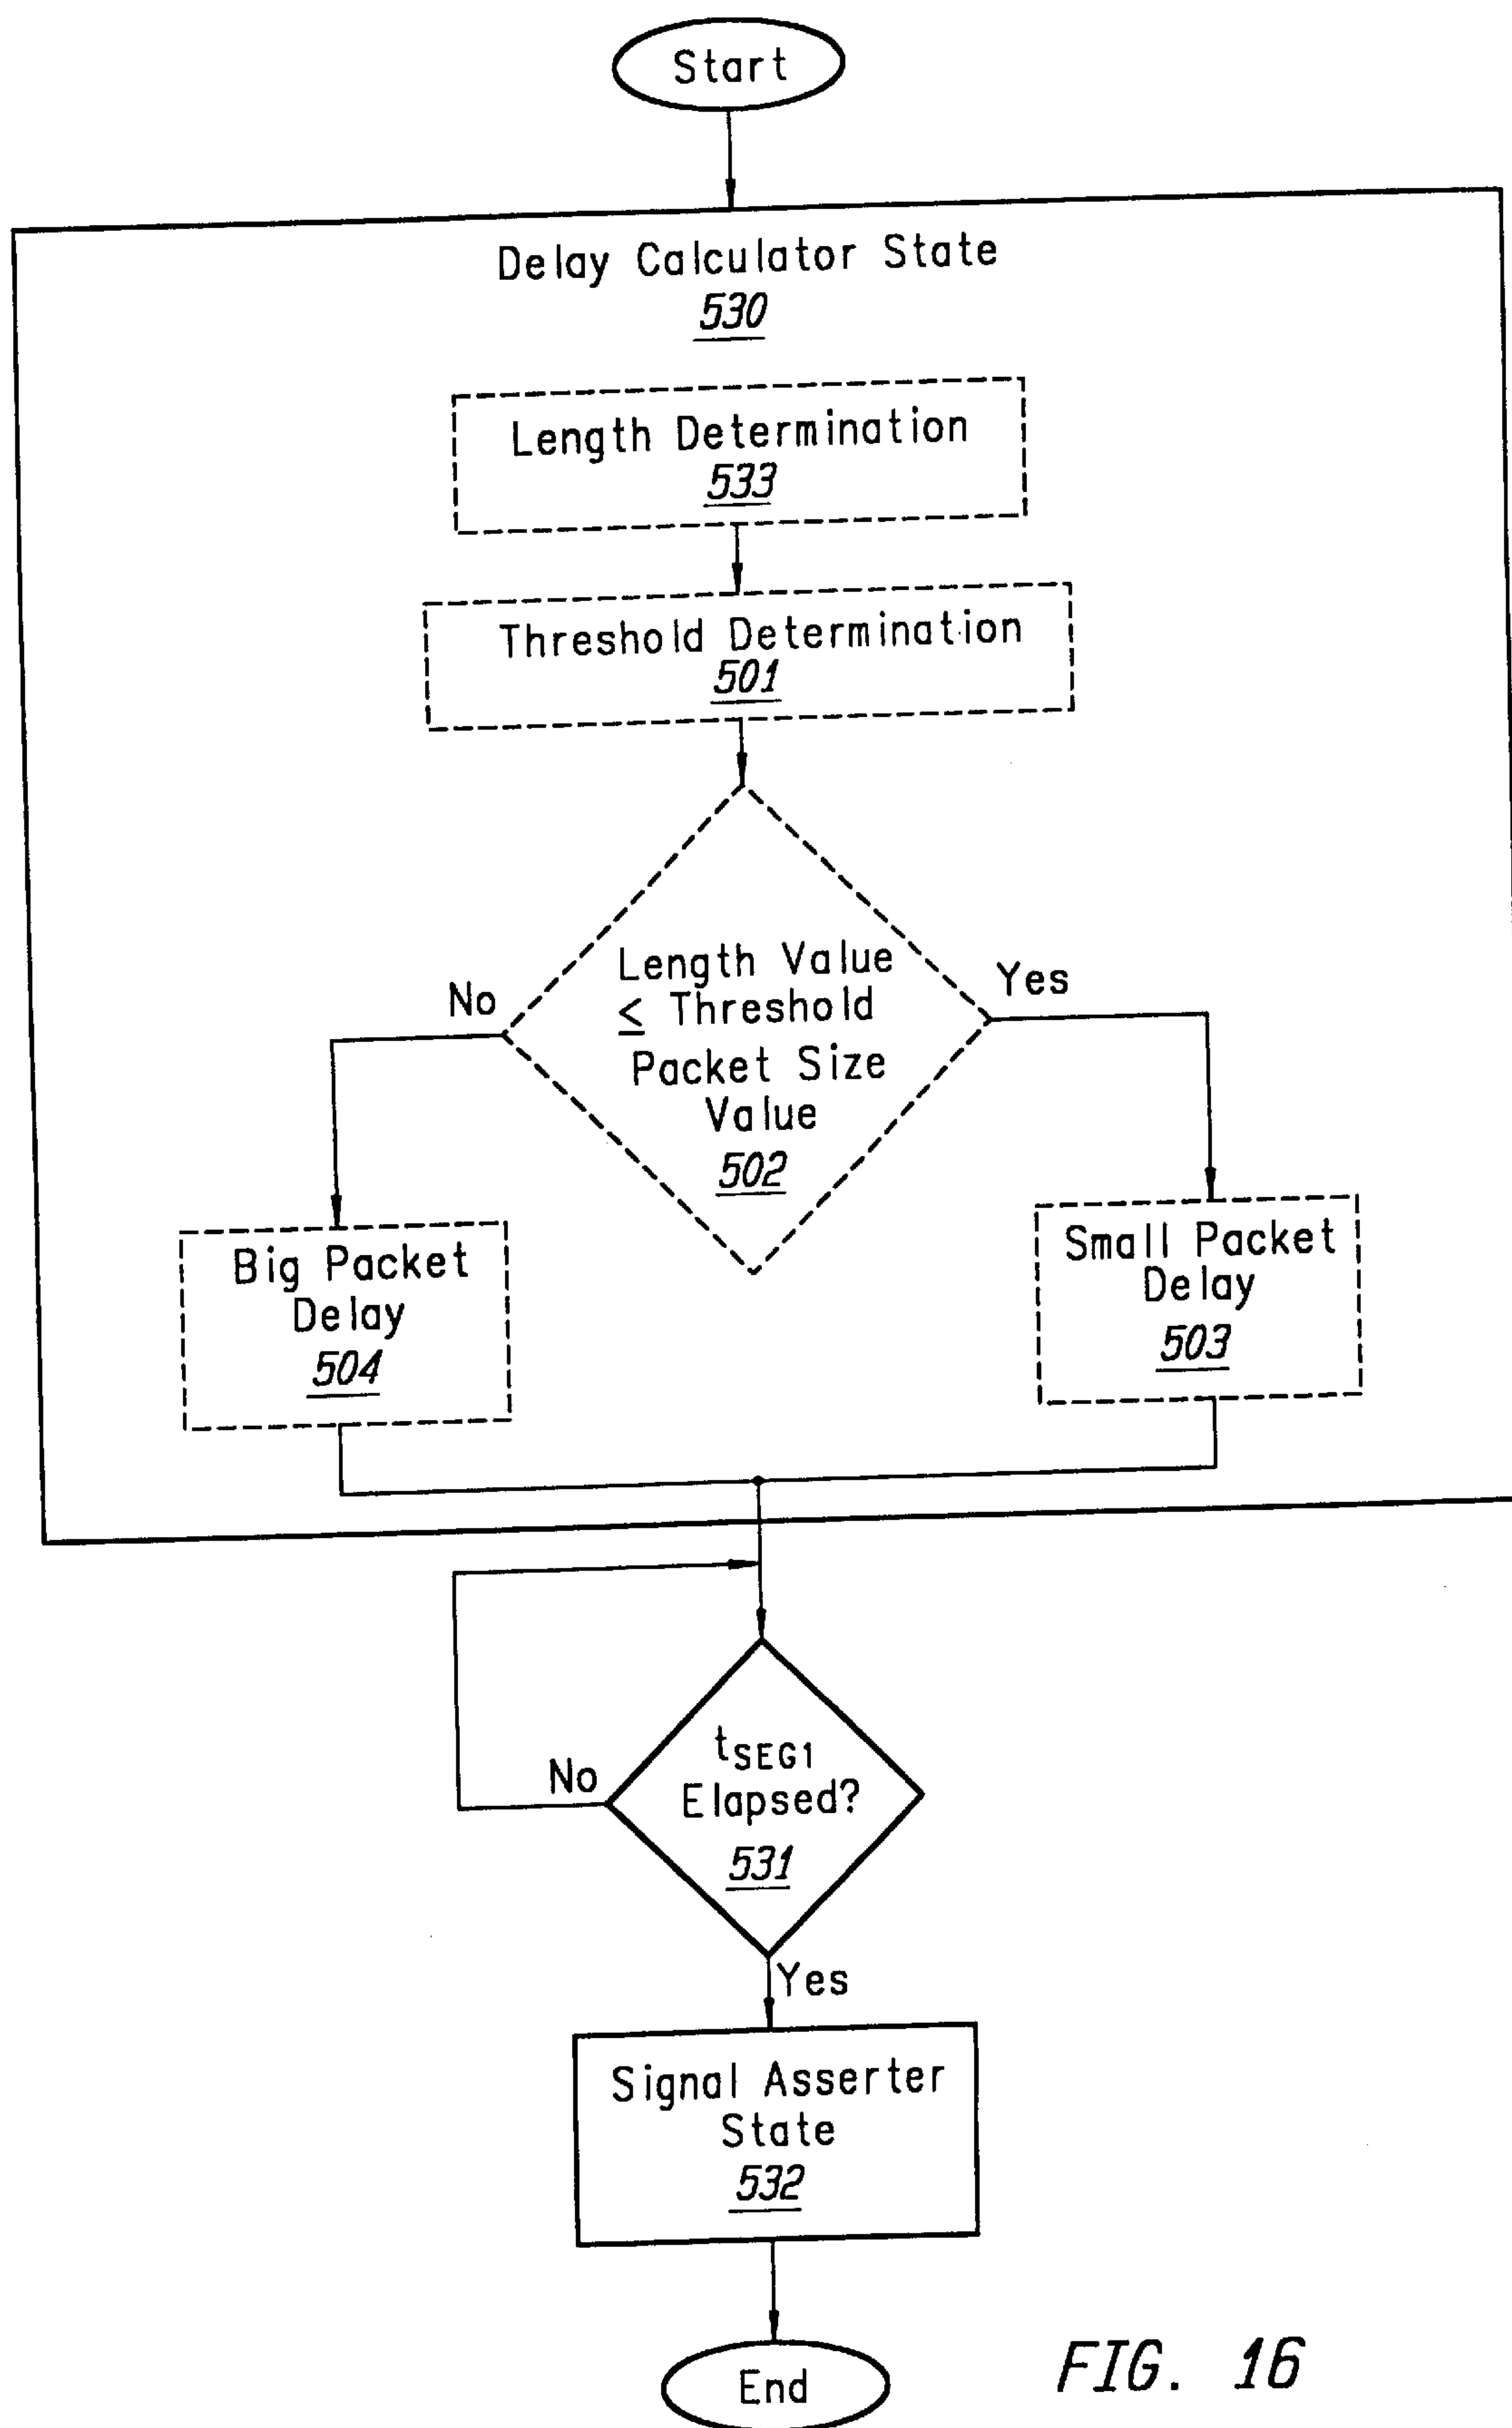 Start
Delay Calculator State
530
Length Determination
533
Threshold Determination
501
Length Value
≤ Threshold
Packet Size
Value
502
No
Yes
Big Packet
Delay
504
Small Packet
Delay
503
tSEG1
Elapsed?
531
No
Yes
Signal Asserter
State
532
End
FIG. 16